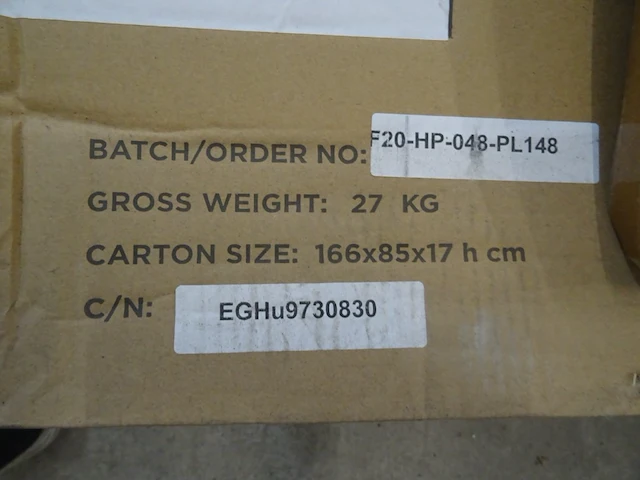 BATCH/ORDER NO: F20-HP-048-PL148
GROSS WEIGHT: 27 KG
CARTON SIZE: 166x85x17 h cm
C/N: EGHu9730830